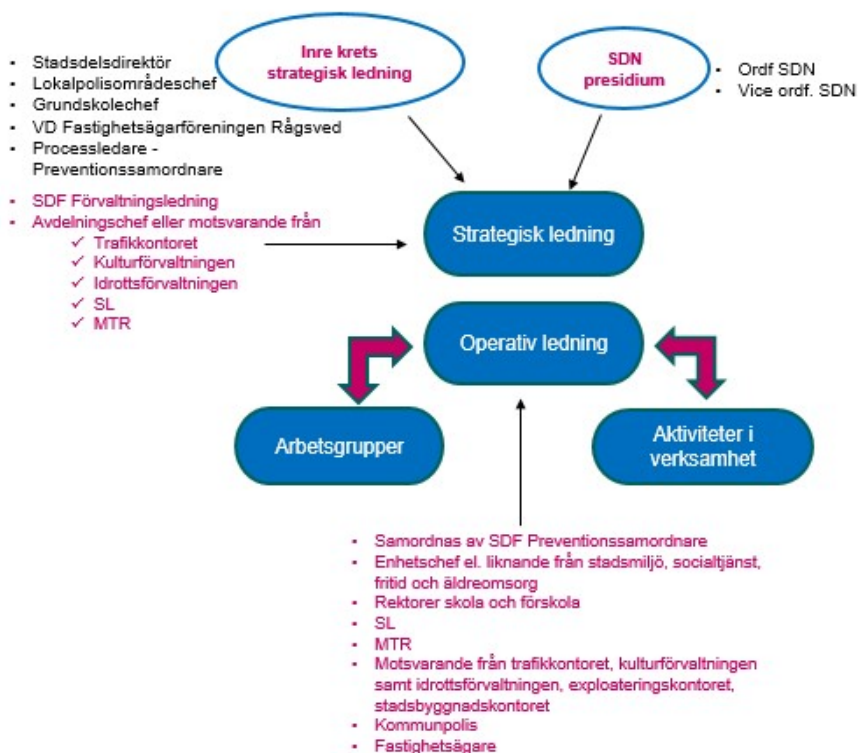 Inre krets
strategisk ledning
SDN
presidium
▪ Stadsdelsdirektör
▪ Lokalpolisområdeschef
▪ Grundskolechef
▪ VD Fastighetsägarföreningen Rågsved
▪ Processledare -
Preventionssamordnare
▪ Ordf SDN
▪ Vice ordf. SDN
▪ SDF Förvaltningsledning
▪ Avdelningschef eller motsvarande från
✓ Trafikkontoret
✓ Kulturförvaltningen
✓ Idrottsförvaltningen
✓ SL
✓ MTR
Strategisk ledning
Operativ ledning
Arbetsgrupper
Aktiviteter i
verksamhet
▪ Samordnas av SDF Preventionssamordnare
▪ Enhetschef el. liknande från stadsmiljö, socialtjänst,
fritid och äldreomsorg
▪ Rektorer skola och förskola
▪ SL
▪ MTR
▪ Motsvarande från trafikkontoret, kulturförvaltningen
samt idrottsförvaltningen, exploateringskontoret,
stadsbyggnadskontoret
▪ Kommunpolis
▪ Fastighetsägare